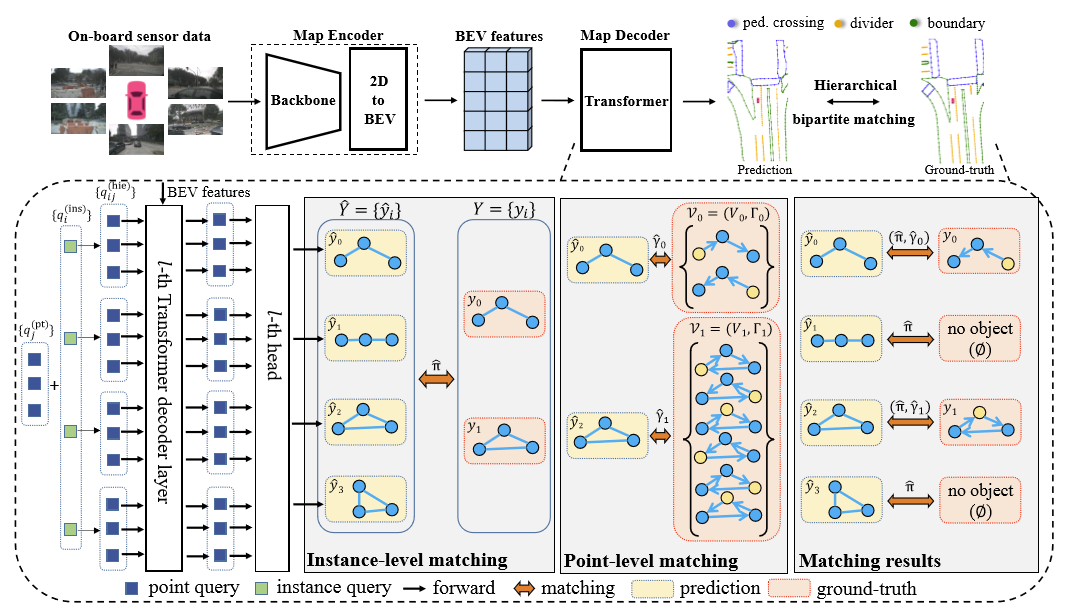 On-board sensor data
Map Encoder
Backbone
2D
to
BEV
BEV features
Map Decoder
Transformer
ped. crossing
divider
boundary
Hierarchical
bipartite matching
Prediction
Ground-truth
{q_j^(pt)}
+
{q_i^(ins)}
{q_ij^(hie)}
BEV features
l-th Transformer decoder layer
l-th head
Ŷ = {ŷ_i}
Y = {y_i}
ŷ_0
ŷ_1
ŷ_2
ŷ_3
π̂
y_0
y_1
Instance-level matching
ŷ_0
γ̂_0
𝒱_0 = (V_0, Γ_0)
ŷ_2
γ̂_1
𝒱_1 = (V_1, Γ_1)
Point-level matching
ŷ_0
(π̂, γ̂_0)
y_0
ŷ_1
π̂
no object
(∅)
ŷ_2
(π̂, γ̂_1)
y_1
ŷ_3
π̂
no object
(∅)
Matching results
point query
instance query
forward
matching
prediction
ground-truth